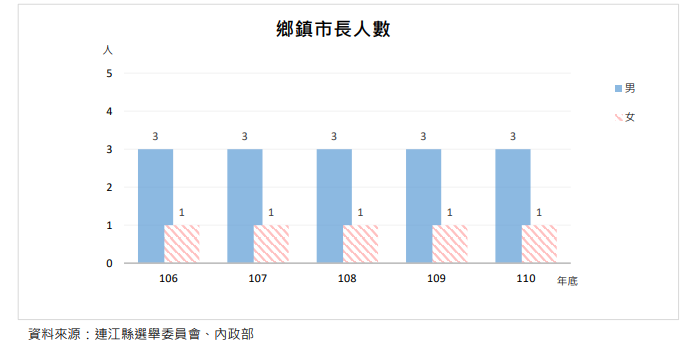 鄉鎮市長人數
人
5
4
3
2
1
0
3 3 3 3 3
1 1 1 1 1
106 107 108 109 110 年底
男
女
資料來源：連江縣選舉委員會、內政部